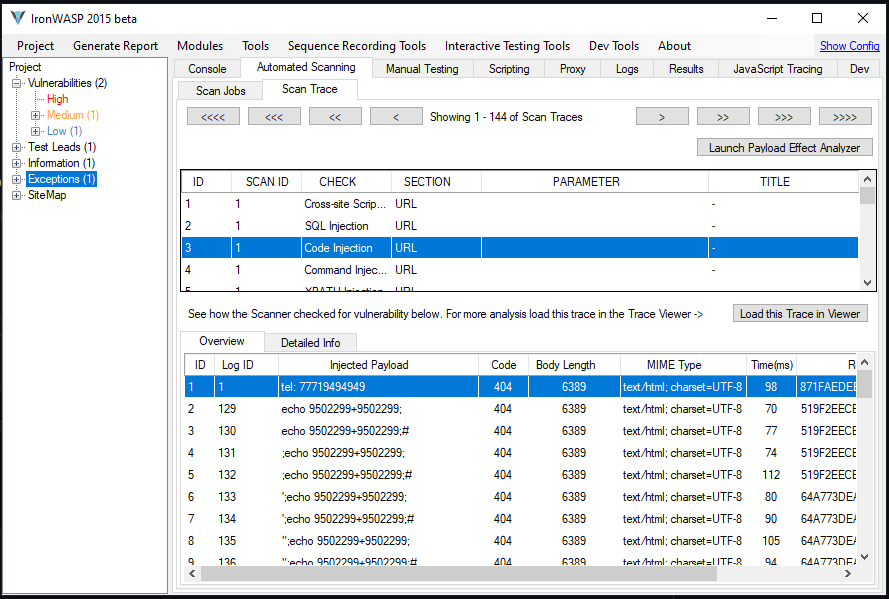 IronWASP 2015 beta
Project Generate Report Modules Tools Sequence Recording Tools Interactive Testing Tools Dev Tools About Show Config
Project
Vulnerabilities (2)
High
Medium (1)
Low (1)
Test Leads (1)
Information (1)
Exceptions (1)
SiteMap
Console Automated Scanning Manual Testing Scripting Proxy Logs Results JavaScript Tracing Dev
Scan Jobs Scan Trace
<<<< <<< << < Showing 1 - 144 of Scan Traces > >> >>> >>>>
Launch Payload Effect Analyzer
ID SCAN ID CHECK SECTION PARAMETER TITLE
1 1 Cross-site Scrip... URL -
2 1 SQL Injection URL -
3 1 Code Injection URL -
4 1 Command Injec... URL -
5 1 XPATH Injection URL -
See how the Scanner checked for vulnerability below. For more analysis load this trace in the Trace Viewer -> Load this Trace in Viewer
Overview Detailed Info
ID Log ID Injected Payload Code Body Length MIME Type Time(ms) R
1 1 tel: 77719494949 404 6389 text/html; charset=UTF-8 98 871FAEDEE
2 129 echo 9502299+9502299; 404 6389 text/html; charset=UTF-8 70 519F2EECE
3 130 echo 9502299+9502299;# 404 6389 text/html; charset=UTF-8 77 519F2EECE
4 131 ;echo 9502299+9502299; 404 6389 text/html; charset=UTF-8 74 519F2EECE
5 132 ;echo 9502299+9502299;# 404 6389 text/html; charset=UTF-8 112 519F2EECE
6 133 ';echo 9502299+9502299; 404 6389 text/html; charset=UTF-8 80 64A773DEA
7 134 ';echo 9502299+9502299;# 404 6389 text/html; charset=UTF-8 90 64A773DEA
8 135 ";echo 9502299+9502299; 404 6389 text/html; charset=UTF-8 105 64A773DEA
9 136 ";echo 9502299+9502299;# 404 6389 text/html; charset=UTF-8 94 64A773DEA